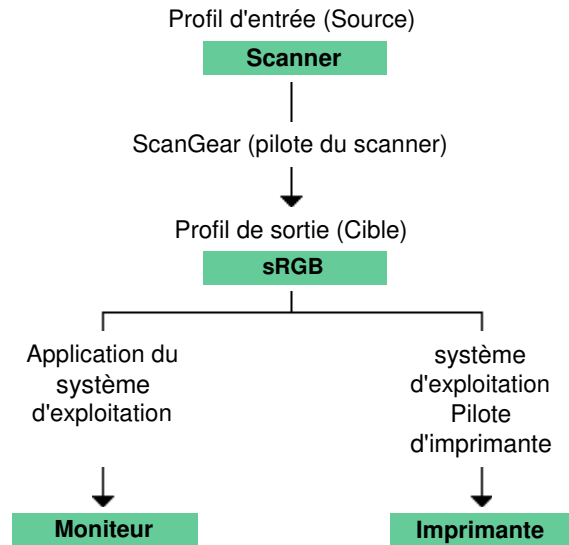 Profil d'entrée (Source)
Scanner
ScanGear (pilote du scanner)
Profil de sortie (Cible)
sRGB
Application du
système
d'exploitation
système
d'exploitation
Pilote
d'imprimante
Moniteur
Imprimante